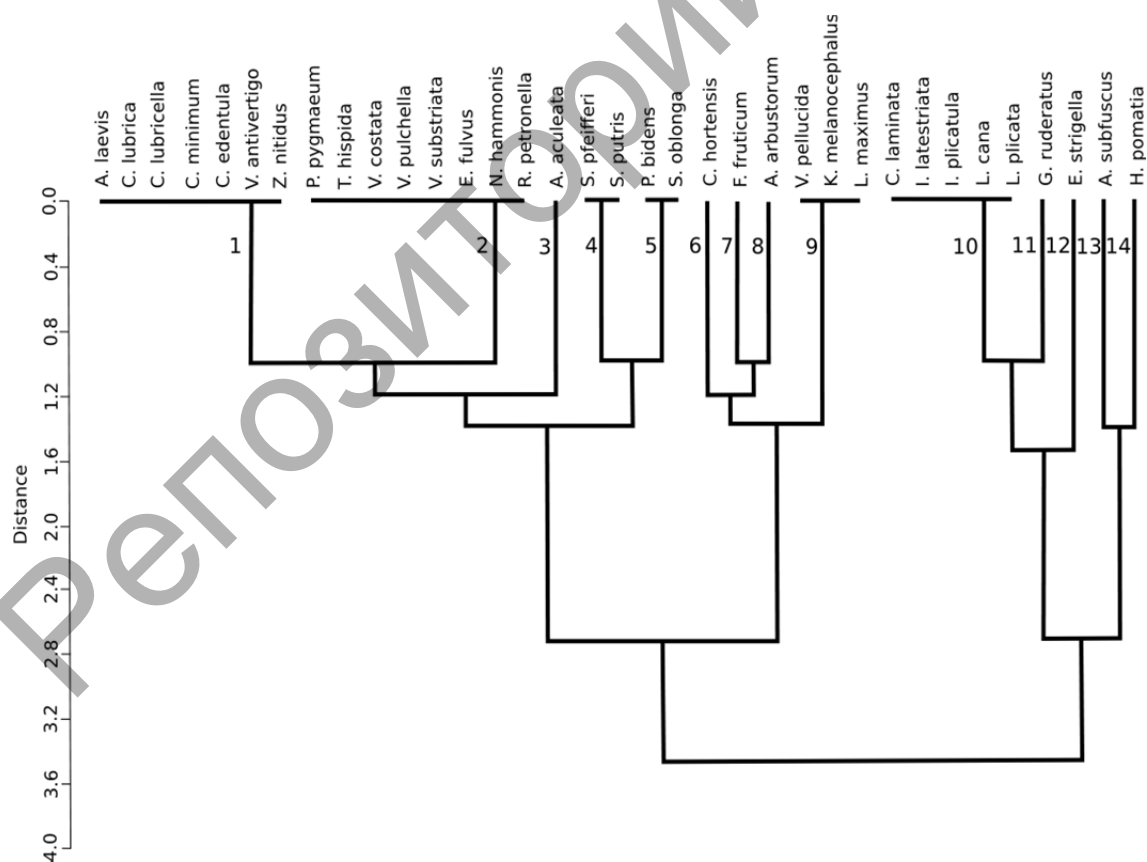 A. laevis
C. lubrica
C. lubricella
C. minimum
C. edentula
V. antivertigo
Z. nitidus
P. pygmaeum
T. hispida
V. costata
V. pulchella
V. substriata
E. fulvus
N. hammonis
R. petronella
A. aculeata
S. pfeifferi
S. putris
P. bidens
S. oblonga
C. hortensis
F. fruticum
A. arbustorum
V. pellucida
K. melanocephalus
L. maximus
C. laminata
I. latestriata
I. plicatula
L. cana
L. plicata
G. ruderatus
E. strigella
A. subfuscus
H. pomatia
1 2 3 4 5 6 7 8 9 10 11 12 13 14
0.0
0.4
0.8
1.2
1.6
2.0
2.4
2.8
3.2
3.6
4.0
Distance